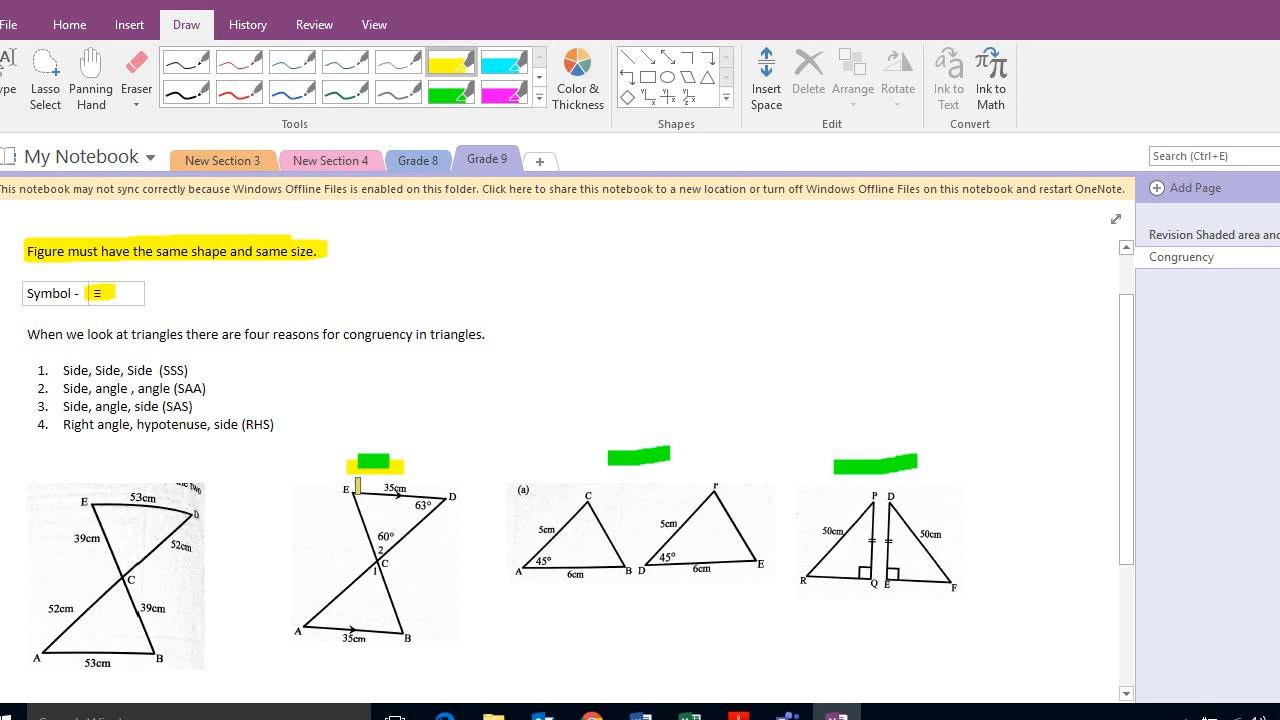 File Home Insert Draw History Review View
Lasso Select
Panning Hand
Eraser
Color & Thickness
Insert Space
Delete
Arrange
Rotate
Ink to Text
Ink to Math
Tools Shapes Edit Convert
My Notebook New Section 3 New Section 4 Grade 8 Grade 9 +
Search (Ctrl+E)
This notebook may not sync correctly because Windows Offline Files is enabled on this folder. Click here to share this notebook to a new location or turn off Windows Offline Files on this notebook and restart OneNote.
Add Page
Revision Shaded area and
Congruency
Figure must have the same shape and same size.
Symbol - ≡
When we look at triangles there are four reasons for congruency in triangles.
1. Side, Side, Side (SSS)
2. Side, angle , angle (SAA)
3. Side, angle, side (SAS)
4. Right angle, hypotenuse, side (RHS)
E 53cm D
39cm 52cm
C
52cm 39cm
A 53cm B
E 35cm D
63°
60°
2
C
1
A 35cm B
(a)
C
5cm
45°
A 6cm B
5cm
45°
D 6cm E
P D
50cm 50cm
R Q E F